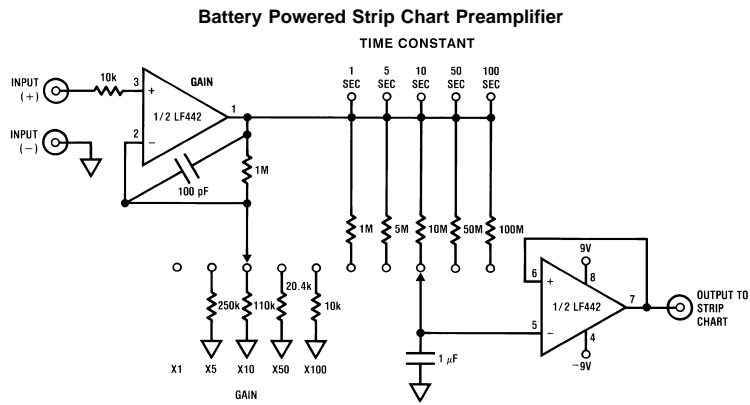 Battery Powered Strip Chart Preamplifier
TIME CONSTANT
1 SEC
5 SEC
10 SEC
50 SEC
100 SEC
INPUT
(+)
10k
3
+
GAIN
1/2 LF442
1
INPUT
(−)
2
−
100 pF
1M
1M
5M
10M
50M
100M
250k
110k
20.4k
10k
X1
X5
X10
X50
X100
GAIN
9V
8
6
+
1/2 LF442
7
5
−
4
−9V
1 μF
OUTPUT TO
STRIP
CHART